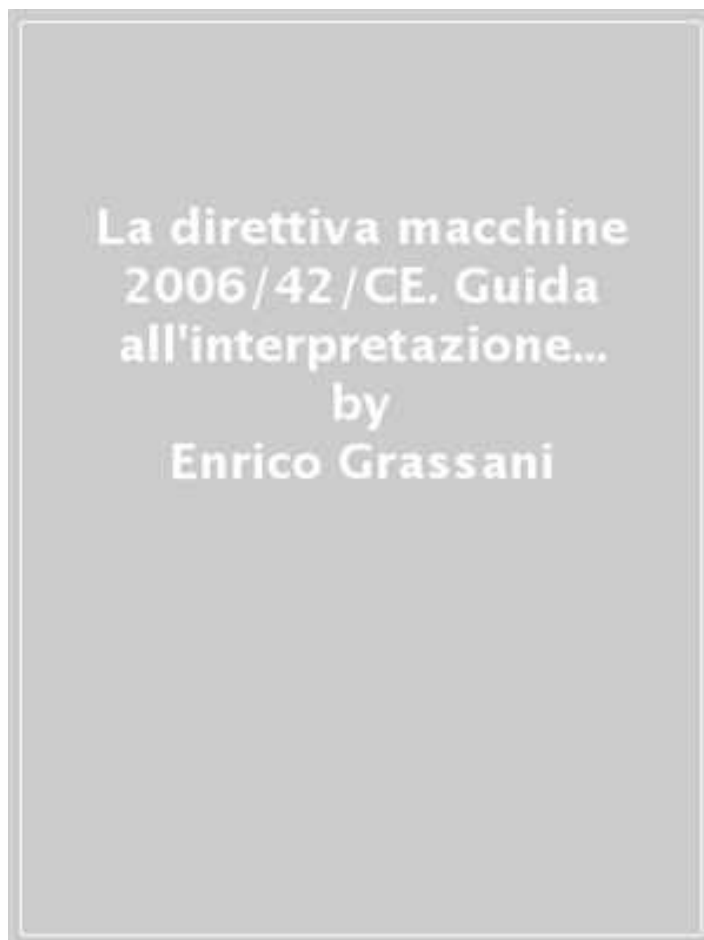 La direttiva macchine
2006/42/CE. Guida
all'interpretazione...
by
Enrico Grassani